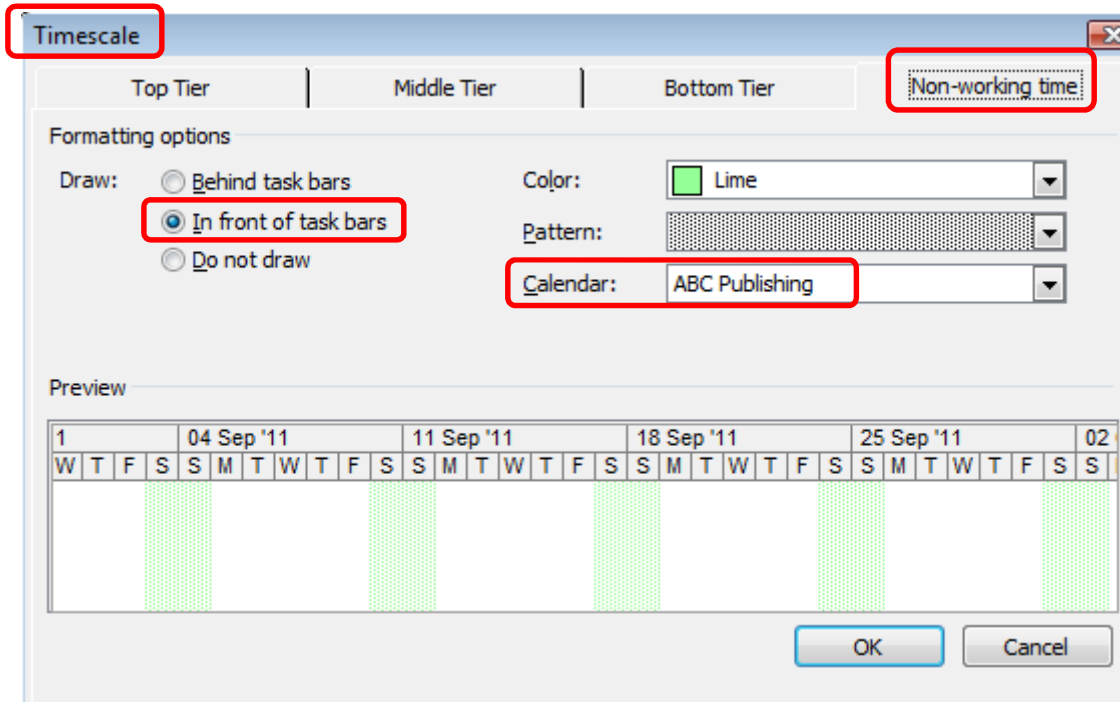 Timescale
Top Tier Middle Tier Bottom Tier Non-working time
Formatting options
Draw: Behind task bars Color: Lime
In front of task bars Pattern:
Do not draw Calendar: ABC Publishing
Preview
1 04 Sep '11 11 Sep '11 18 Sep '11 25 Sep '11 02
W T F S S M T W T F S S M T W T F S S M T W T F S S M T W T F S S
OK Cancel